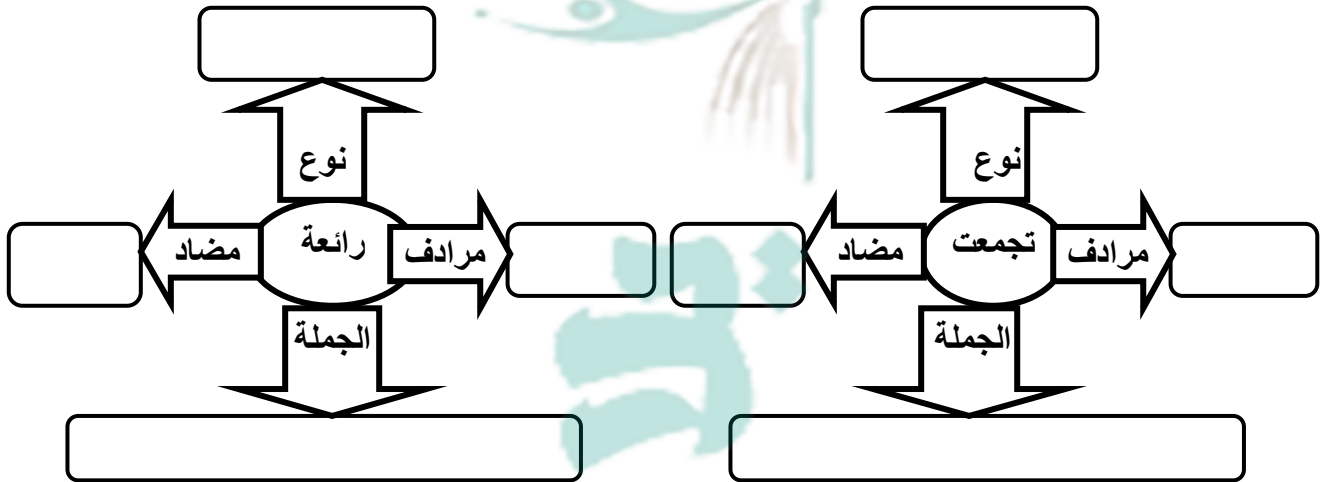 نوع
مرادف
تجمعت
مضاد
الجملة
نوع
مرادف
رائعة
مضاد
الجملة